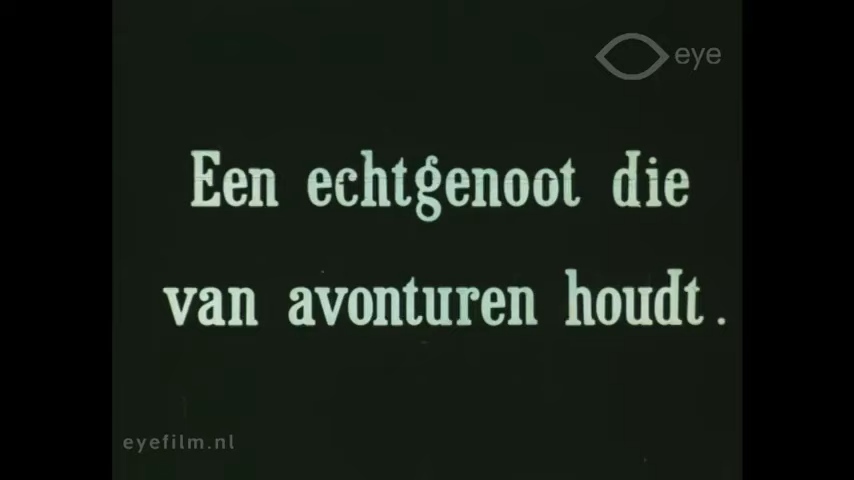 eye
Een echtgenoot die
van avonturen houdt.
eyefilm.nl